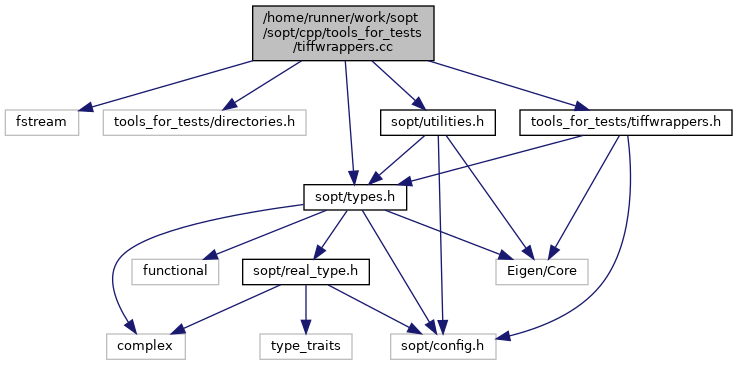 /home/runner/work/sopt
/sopt/cpp/tools_for_tests
/tiffwrappers.cc
fstream
tools_for_tests/directories.h
sopt/utilities.h
tools_for_tests/tiffwrappers.h
sopt/types.h
functional
sopt/real_type.h
Eigen/Core
complex
type_traits
sopt/config.h